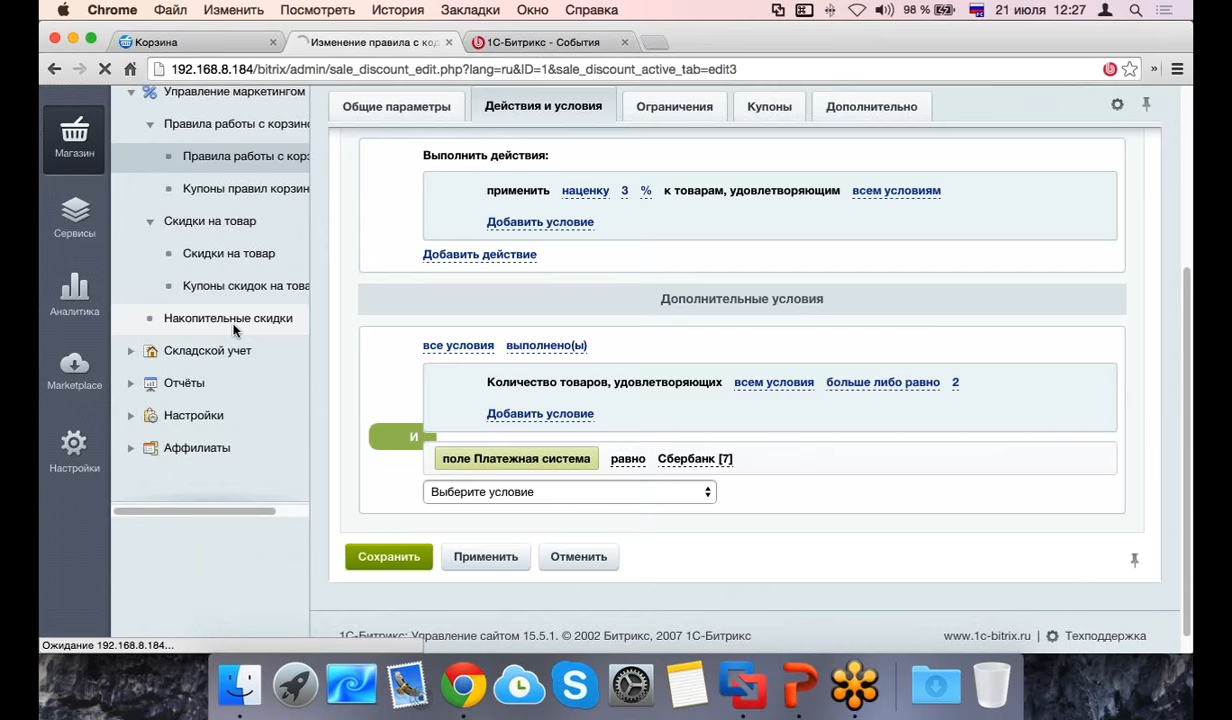 Chrome Файл Изменить Посмотреть История Закладки Окно Справка 98 % 21 июля 12:27
Корзина
Изменение правила с код
1С-Битрикс - События
192.168.8.184/bitrix/admin/sale_discount_edit.php?lang=ru&ID=1&sale_discount_active_tab=edit3
Магазин
Сервисы
Аналитика
Marketplace
Настройки
Управление маркетингом
Правила работы с корзино
Правила работы с корз
Купоны правил корзин
Скидки на товар
Скидки на товар
Купоны скидок на това
Накопительные скидки
Складской учет
Отчёты
Настройки
Аффилиаты
Общие параметры Действия и условия Ограничения Купоны Дополнительно
Выполнить действия:
применить наценку 3 % к товарам, удовлетворяющим всем условиям
Добавить условие
Добавить действие
Дополнительные условия
все условия выполнено(ы)
Количество товаров, удовлетворяющих всем условия больше либо равно 2
Добавить условие
И
поле Платежная система равно Сбербанк [7]
Выберите условие
Сохранить Применить Отменить
1С-Битрикс: Управление сайтом 15.5.1. © 2002 Битрикс, 2007 1С-Битрикс
www.1c-bitrix.ru Техподдержка
Ожидание 192.168.8.184...